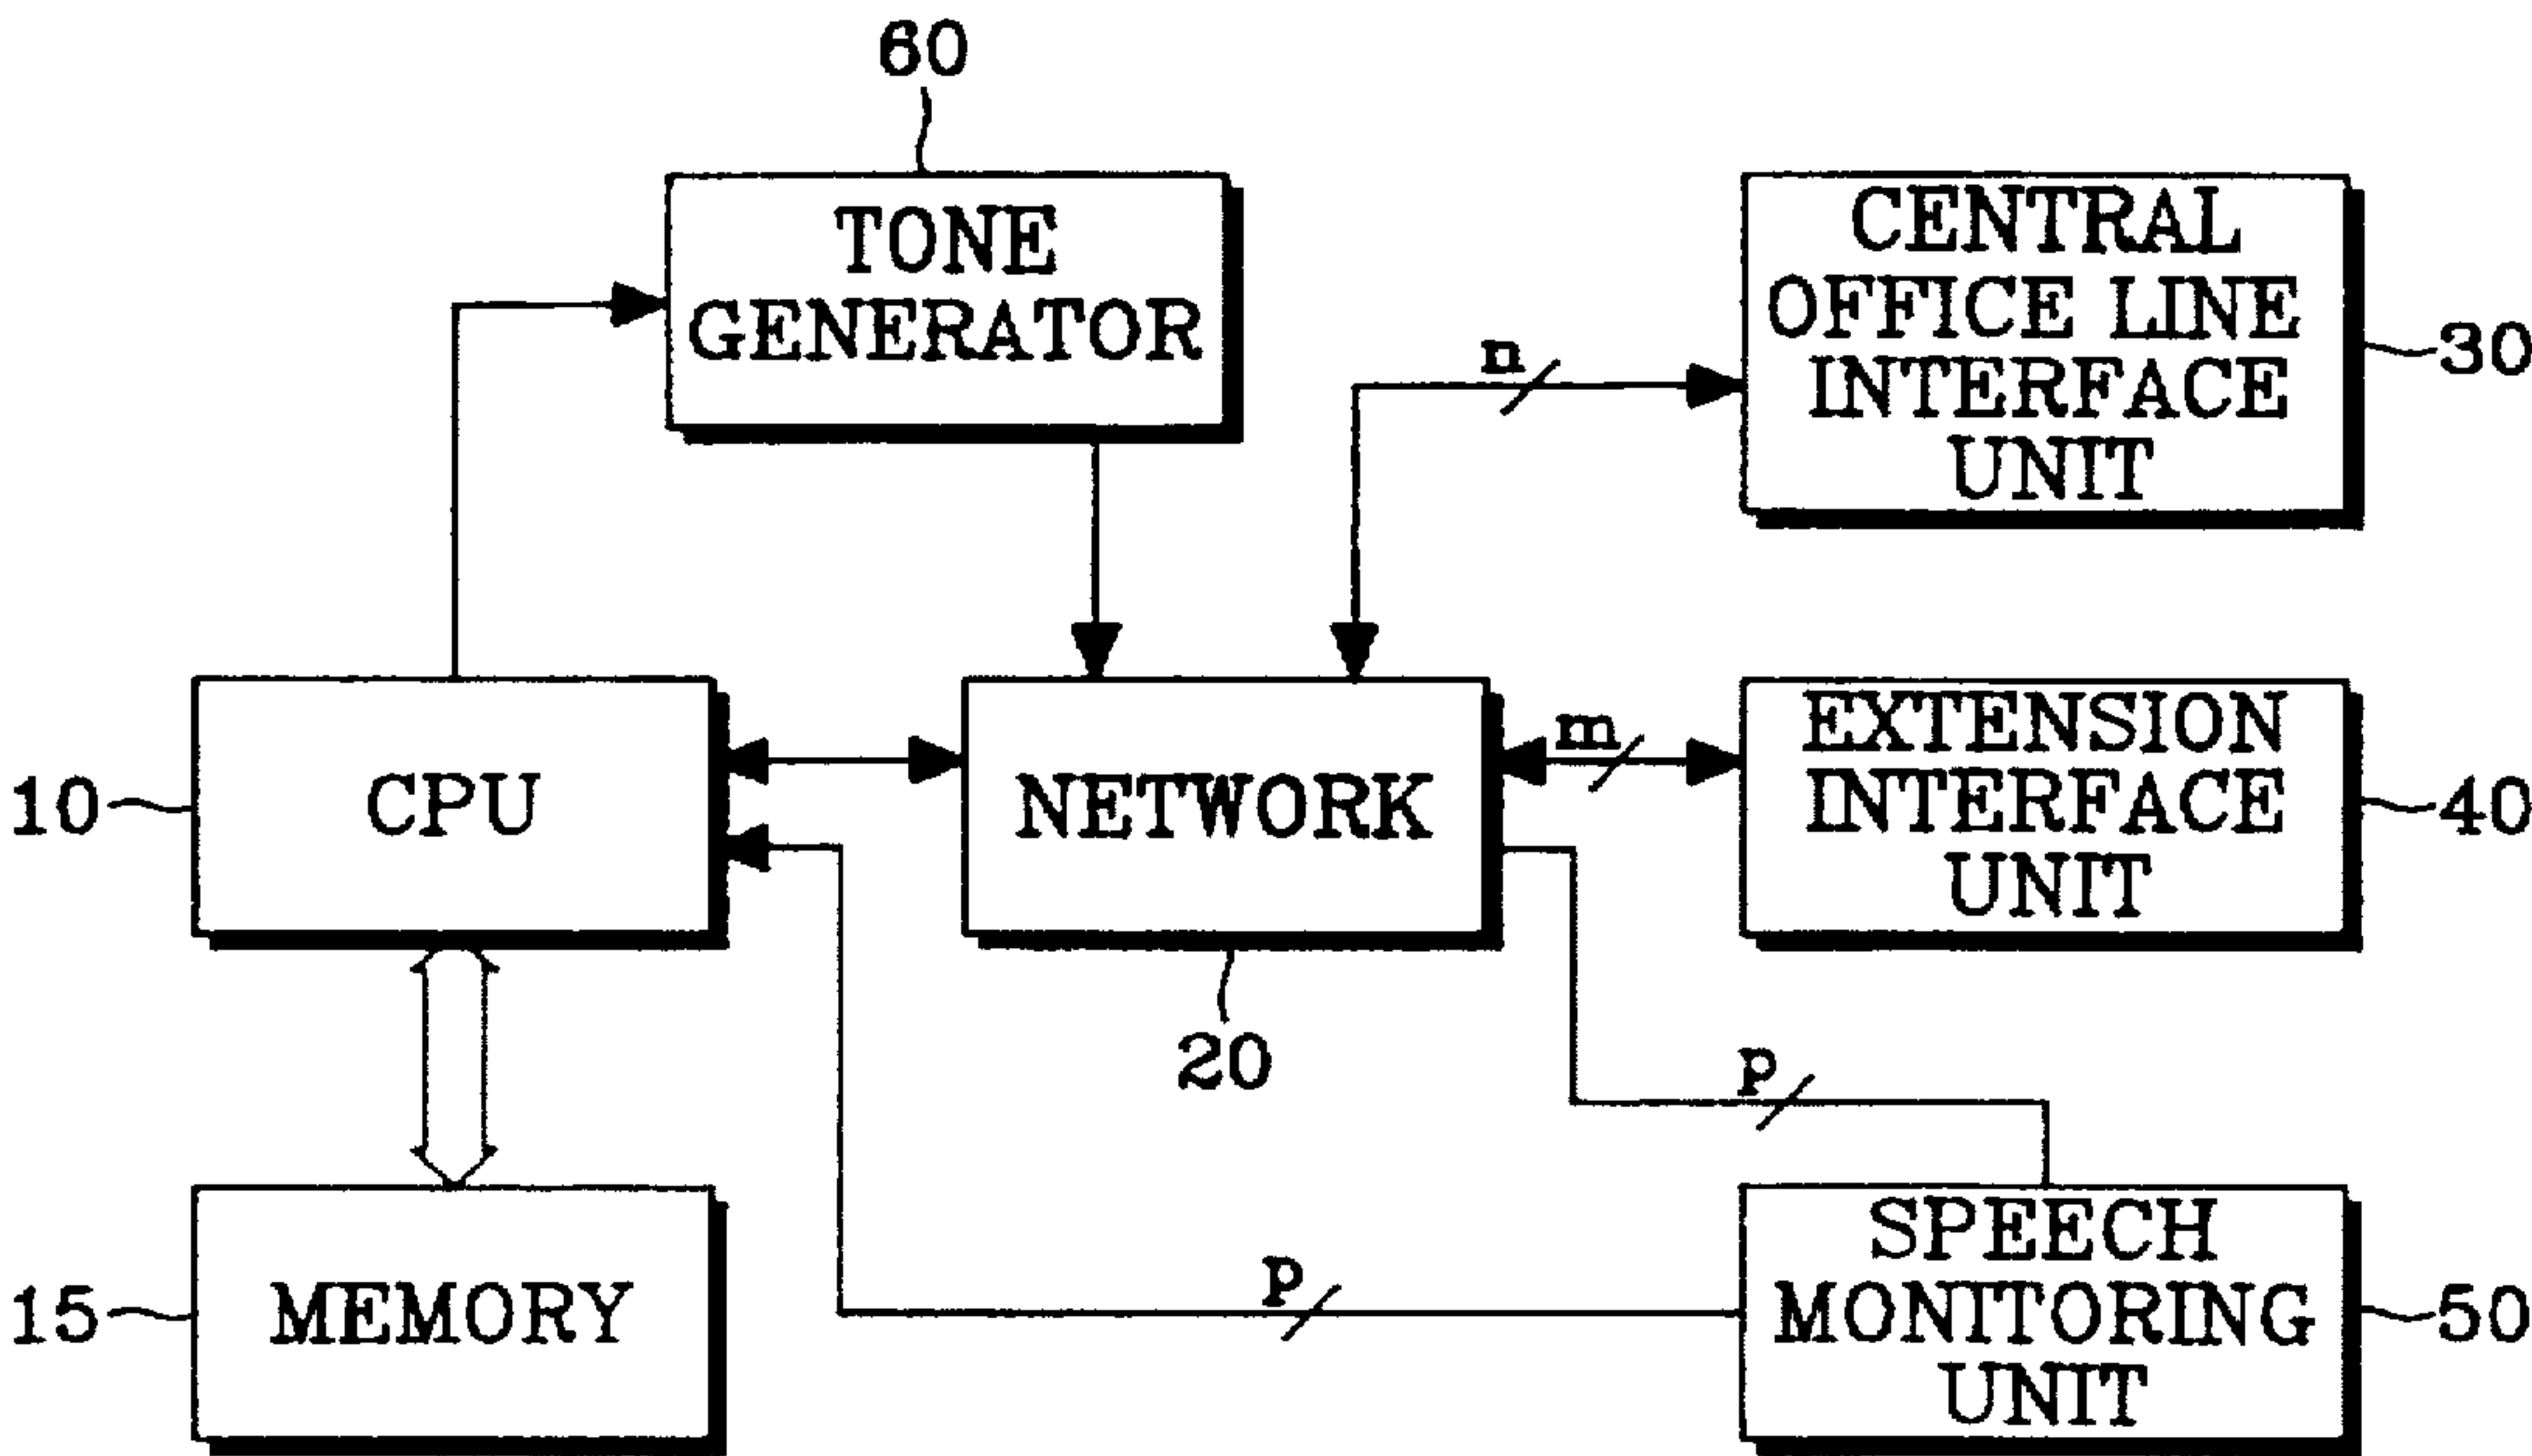 60
TONE
GENERATOR
CENTRAL
OFFICE LINE
INTERFACE
UNIT
30
n
10
CPU
NETWORK
20
m
EXTENSION
INTERFACE
UNIT
40
p
15
MEMORY
p
SPEECH
MONITORING
UNIT
50